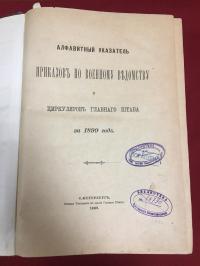 АЛФАВИТНЫЙ УКАЗАТЕЛЬ
ПРИКАЗОВЪ ПО ВОЕННОМУ ВѢДОМСТВУ
И
ЦИРКУЛЯРОВЪ ГЛАВНАГО ШТАБА
за 1890 годъ.
С.-ПЕТЕРБУРГЪ.